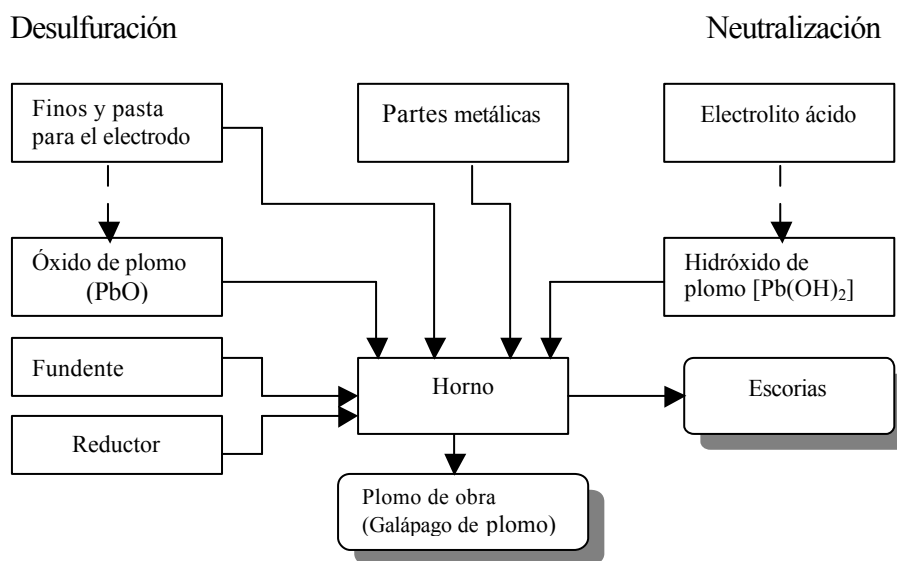 Desulfuración
Neutralización
Finos y pasta
para el electrodo
Partes metálicas
Electrolito ácido
Óxido de plomo
(PbO)
Hidróxido de
plomo [Pb(OH)₂]
Fundente
Horno
Escorias
Reductor
Plomo de obra
(Galápago de plomo)